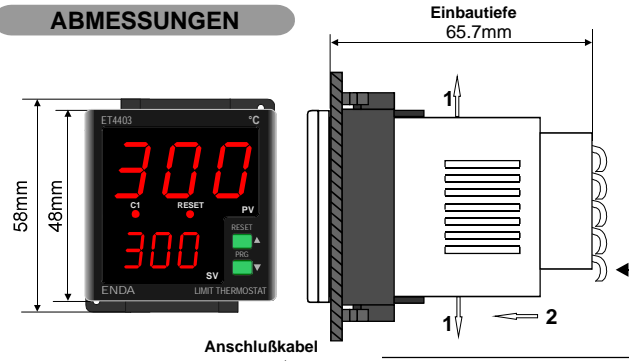 ABMESSUNGEN
Einbautiefe
65.7mm
58mm
48mm
ET4403 °C
300
C1 RESET PV
300
SV
RESET
PRG
ENDA LIMIT THERMOSTAT
1
1
2
Anschlußkabel